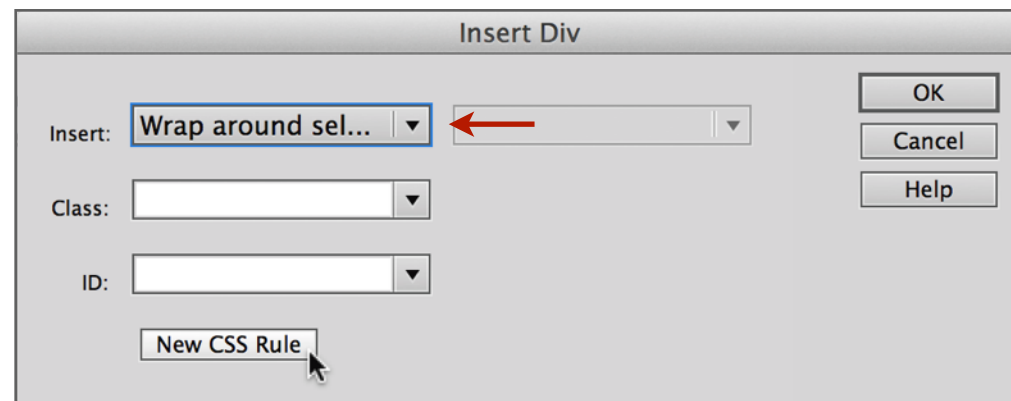 Insert Div
Insert: Wrap around sel...
OK
Cancel
Class:
Help
ID:
New CSS Rule